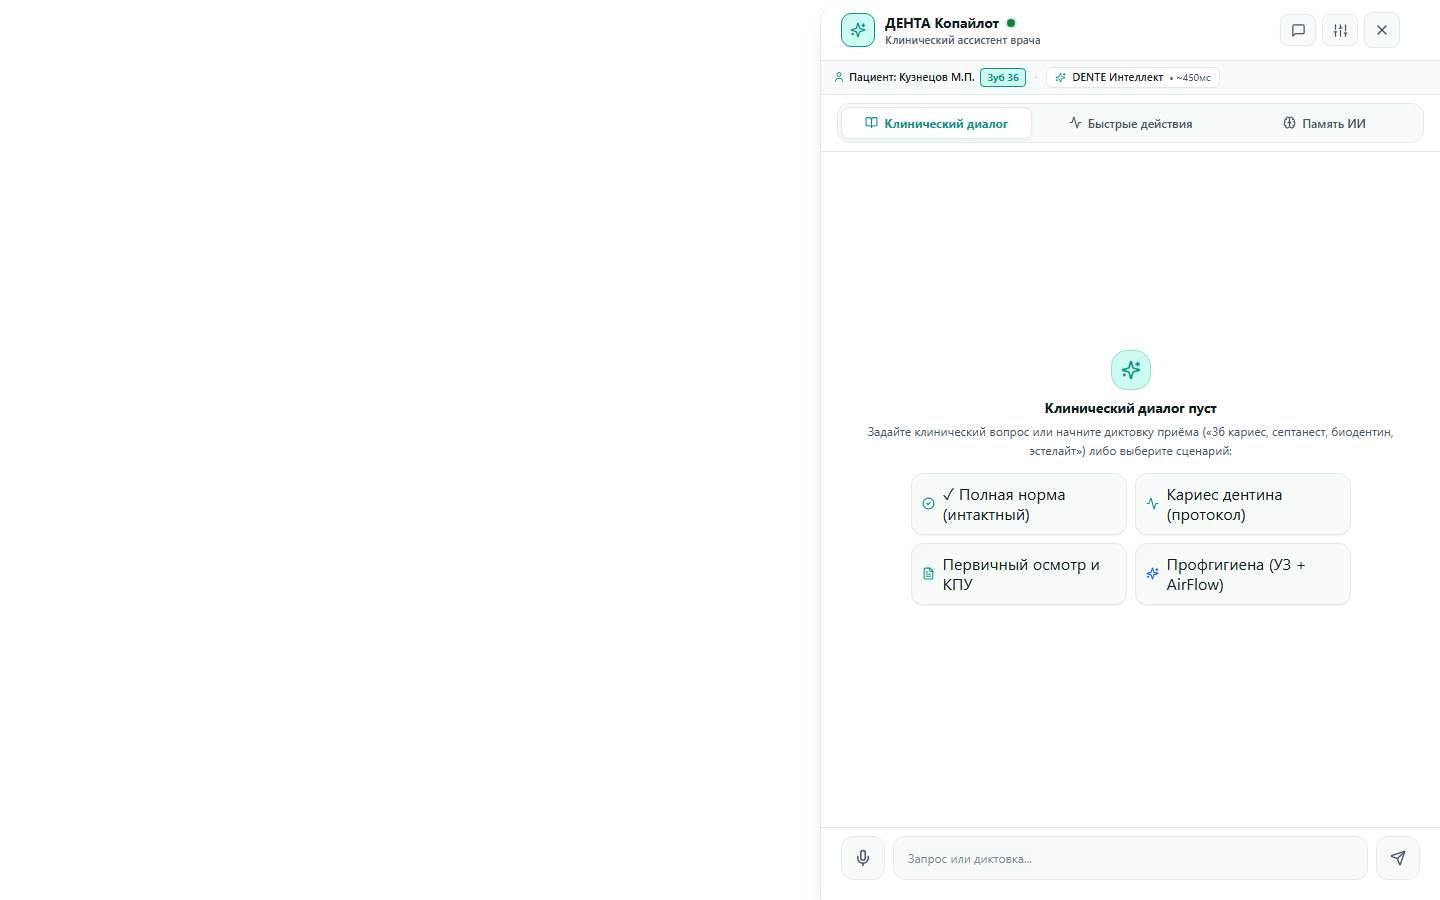 ДЕНТА Копайлот
Клинический ассистент врача
Пациент: Кузнецов М.П. Зуб 36 DENTE Интеллект • ~450мс
Клинический диалог Быстрые действия Память ИИ
Клинический диалог пуст
Задайте клинический вопрос или начните диктовку приёма («36 кариес, септанест, биодентин,
эстелайт») либо выберите сценарий:
✓ Полная норма
(интактный)
Кариес дентина
(протокол)
Первичный осмотр и
КПУ
Профгигиена (УЗ +
AirFlow)
Запрос или диктовка...